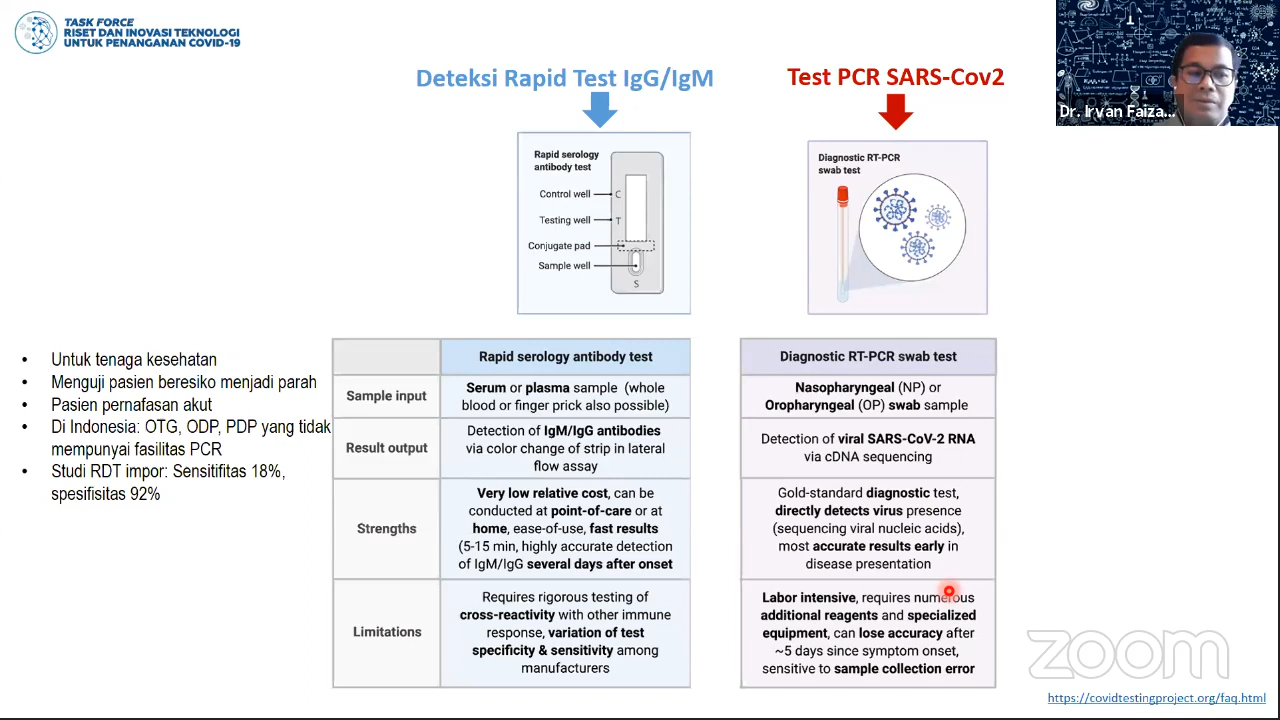 TASK FORCE
RISET DAN INOVASI TEKNOLOGI
UNTUK PENANGANAN COVID-19
Deteksi Rapid Test IgG/IgM
Test PCR SARS-Cov2
Dr. Irvan Faiza...
Rapid serology
antibody test
Control well
C
Testing well
T
Conjugate pad
Sample well
S
Diagnostic RT-PCR
swab test
• Untuk tenaga kesehatan
• Menguji pasien beresiko menjadi parah
• Pasien pernafasan akut
• Di Indonesia: OTG, ODP, PDP yang tidak
mempunyai fasilitas PCR
• Studi RDT impor: Sensitifitas 18%,
spesifisitas 92%
Rapid serology antibody test
Diagnostic RT-PCR swab test
Sample input
Serum or plasma sample (whole
blood or finger prick also possible)
Nasopharyngeal (NP) or
Oropharyngeal (OP) swab sample
Result output
Detection of IgM/IgG antibodies
via color change of strip in lateral
flow assay
Detection of viral SARS-CoV-2 RNA
via cDNA sequencing
Strengths
Very low relative cost, can be
conducted at point-of-care or at
home, ease-of-use, fast results
(5-15 min, highly accurate detection
of IgM/IgG several days after onset
Gold-standard diagnostic test,
directly detects virus presence
(sequencing viral nucleic acids),
most accurate results early in
disease presentation
Limitations
Requires rigorous testing of
cross-reactivity with other immune
response, variation of test
specificity & sensitivity among
manufacturers
Labor intensive, requires numerous
additional reagents and specialized
equipment, can lose accuracy after
~5 days since symptom onset,
sensitive to sample collection error
zoom
https://covidtestingproject.org/faq.html